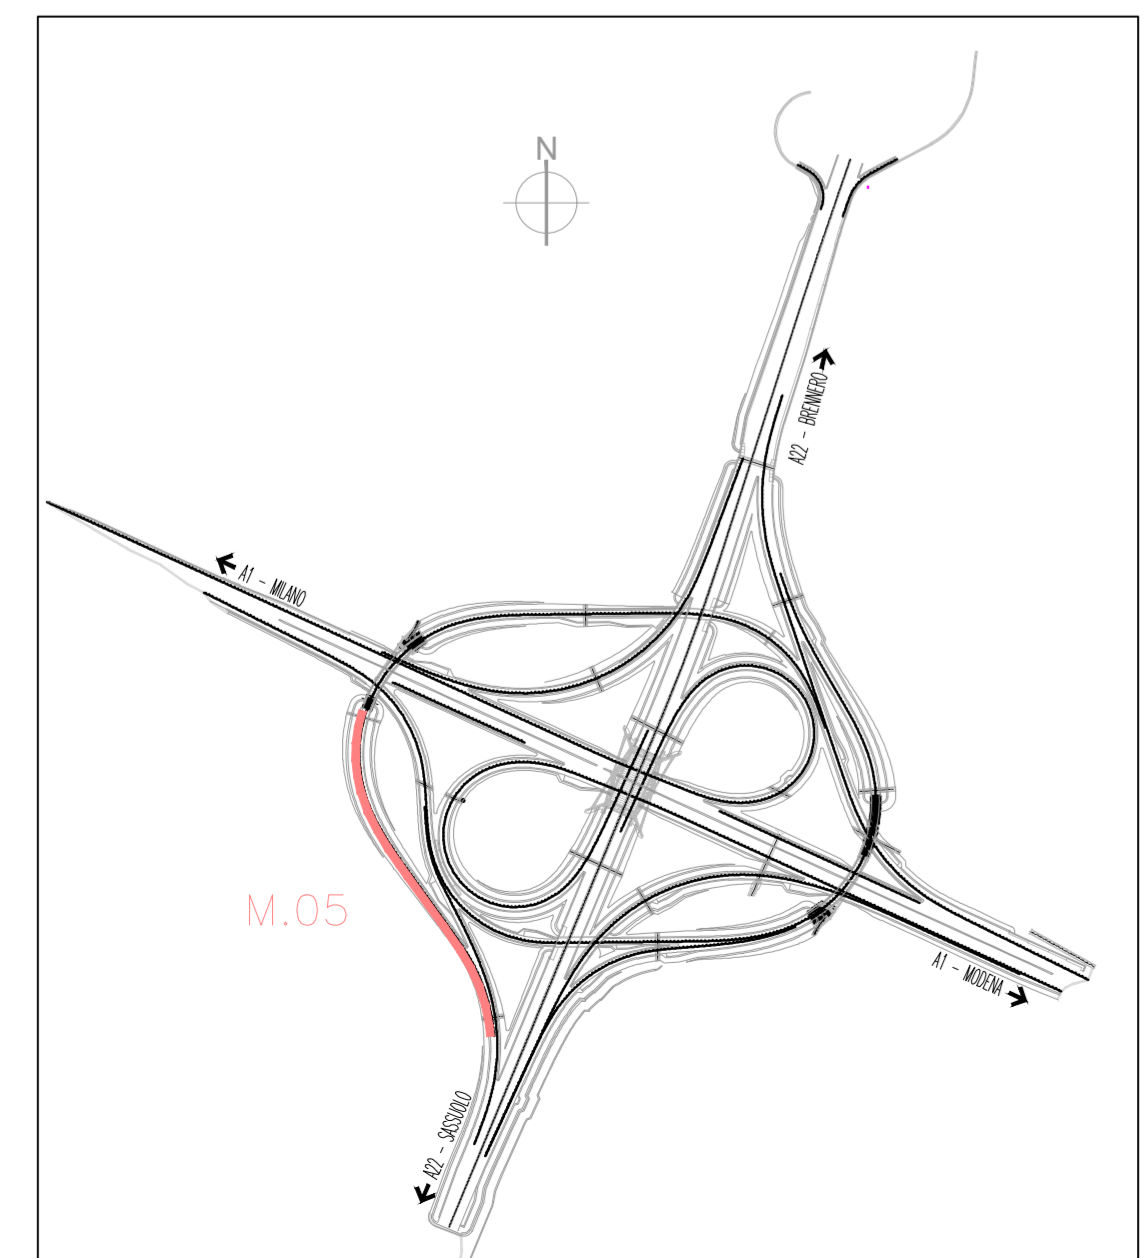 N
A22 - BRENNERO
A1 - MILANO
M.05
A1 - MODENA
A22 - SASSUOLO